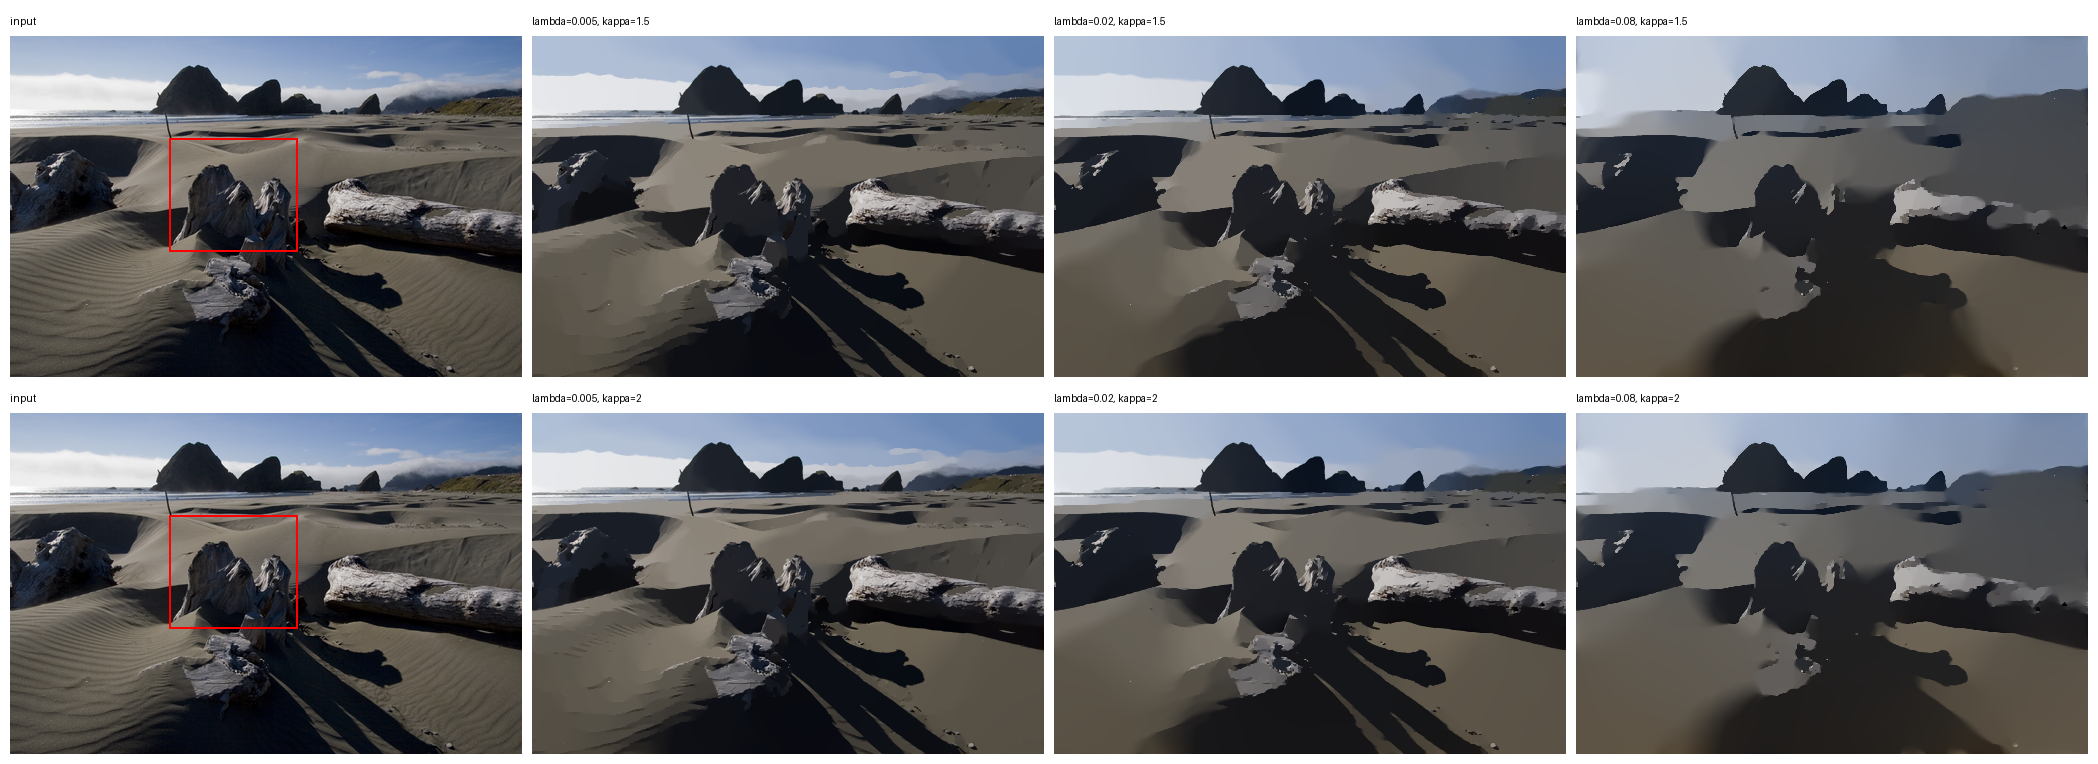 input
lambda=0.005, kappa=1.5
lambda=0.02, kappa=1.5
lambda=0.08, kappa=1.5
input
lambda=0.005, kappa=2
lambda=0.02, kappa=2
lambda=0.08, kappa=2